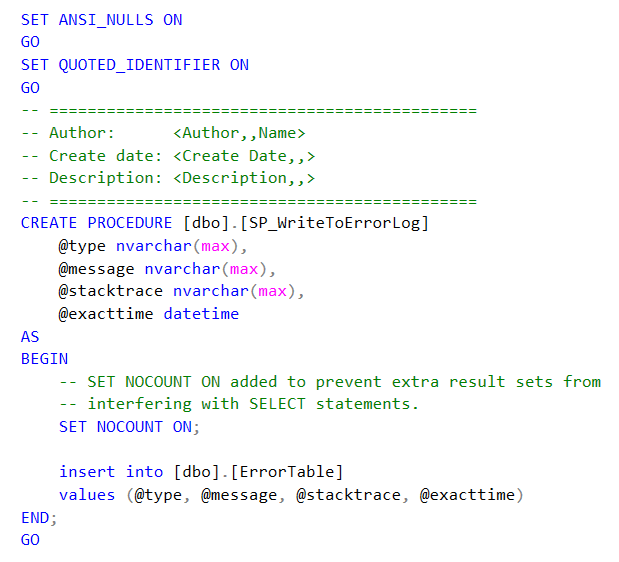 SET ANSI_NULLS ON
GO
SET QUOTED_IDENTIFIER ON
GO
-- =============================================
-- Author:      <Author,,Name>
-- Create date: <Create Date,,>
-- Description: <Description,,>
-- =============================================
CREATE PROCEDURE [dbo].[SP_WriteToErrorLog]
    @type nvarchar(max),
    @message nvarchar(max),
    @stacktrace nvarchar(max),
    @exacttime datetime
AS
BEGIN
    -- SET NOCOUNT ON added to prevent extra result sets from
    -- interfering with SELECT statements.
    SET NOCOUNT ON;

    insert into [dbo].[ErrorTable]
    values (@type, @message, @stacktrace, @exacttime)
END;
GO